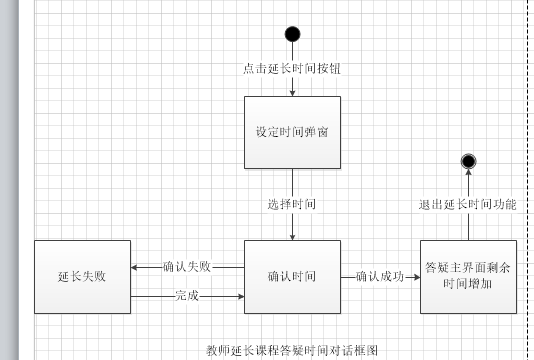 点击延长时间按钮
设定时间弹窗
选择时间
退出延长时间功能
延长失败
确认失败
完成
确认时间
确认成功
答疑主界面剩余
时间增加
教师延长课程答疑时间对话框图